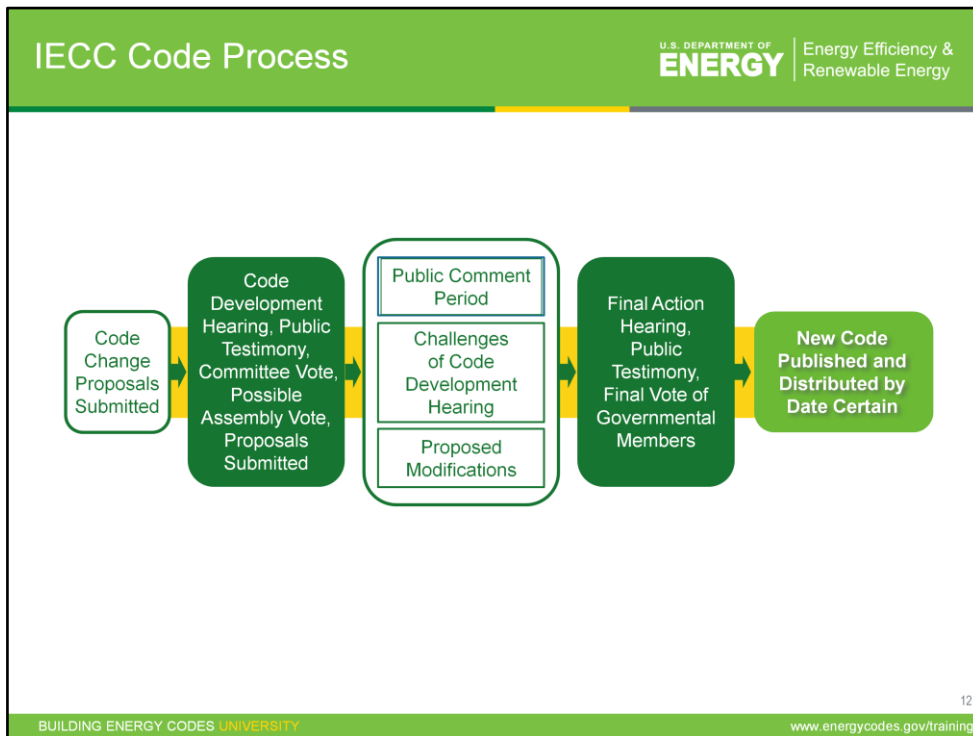 IECC Code Process
U.S. DEPARTMENT OF
ENERGY
Energy Efficiency &
Renewable Energy
Code
Change
Proposals
Submitted
Code
Development
Hearing, Public
Testimony,
Committee Vote,
Possible
Assembly Vote,
Proposals
Submitted
Public Comment
Period
Challenges
of Code
Development
Hearing
Proposed
Modifications
Final Action
Hearing,
Public
Testimony,
Final Vote of
Governmental
Members
New Code
Published and
Distributed by
Date Certain
12
BUILDING ENERGY CODES UNIVERSITY
www.energycodes.gov/training